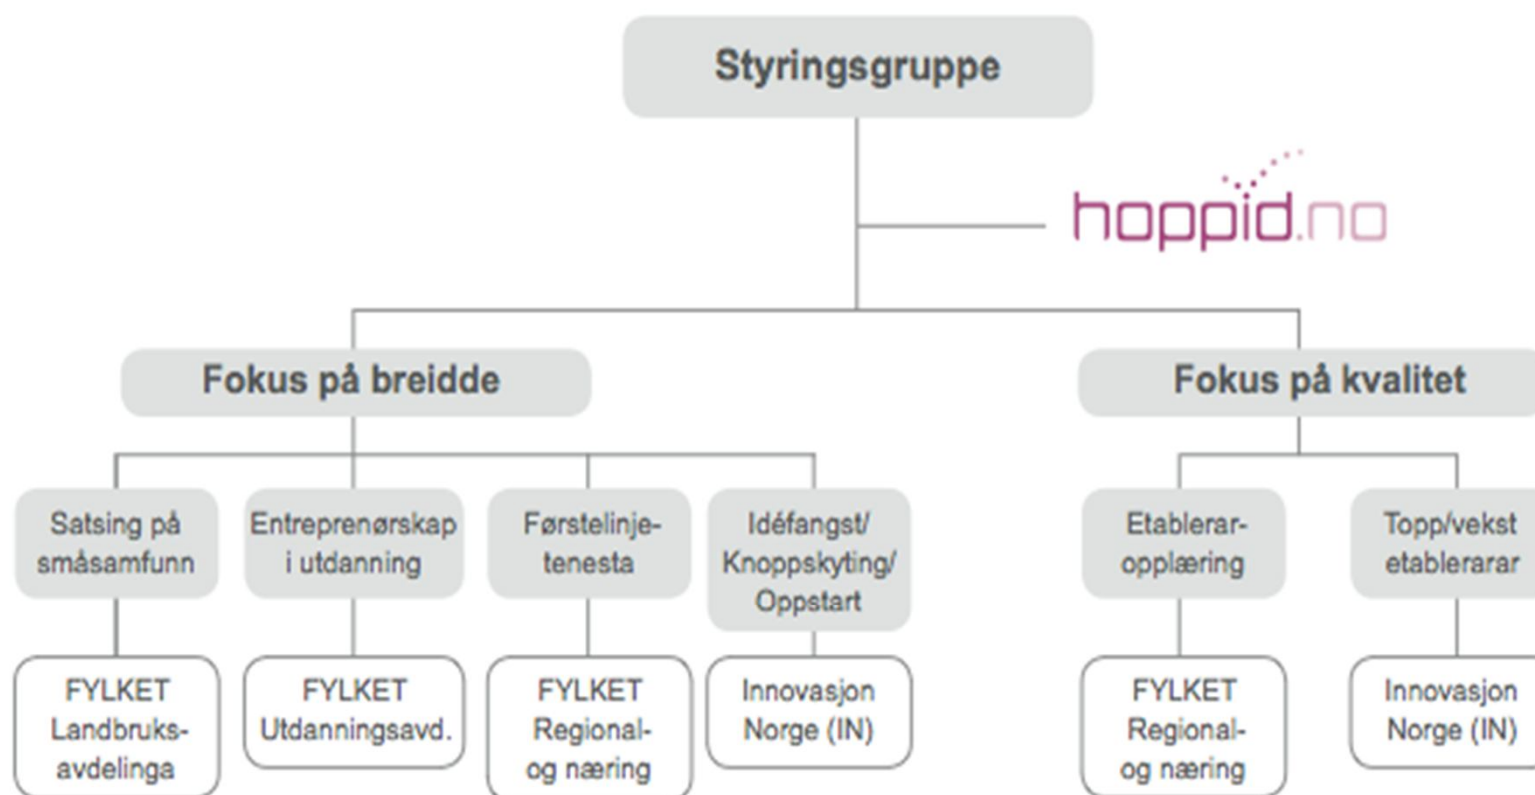 Styringsgruppe
hoppid.no
Fokus på breidde
Fokus på kvalitet
Satsing på
småsamfunn
Entreprenørskap
i utdanning
Førstelinje-
tenesta
Idéfangst/
Knoppskyting/
Oppstart
Etablerar-
opplæring
Topp/vekst
etablerarar
FYLKET
Landbruks-
avdelinga
FYLKET
Utdanningsavd.
FYLKET
Regional-
og næring
Innovasjon
Norge (IN)
FYLKET
Regional-
og næring
Innovasjon
Norge (IN)